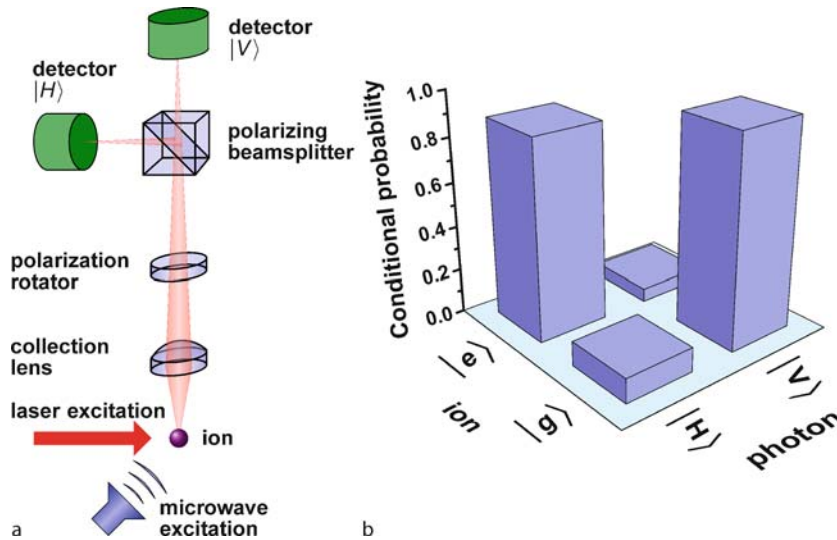 detector
|V⟩
detector
|H⟩
polarizing
beamsplitter
polarization
rotator
collection
lens
laser excitation
ion
microwave
excitation
a
Conditional probability
1.0
0.8
0.6
0.4
0.2
0.0
|e⟩
|g⟩
ion
|H⟩
|V⟩
photon
b